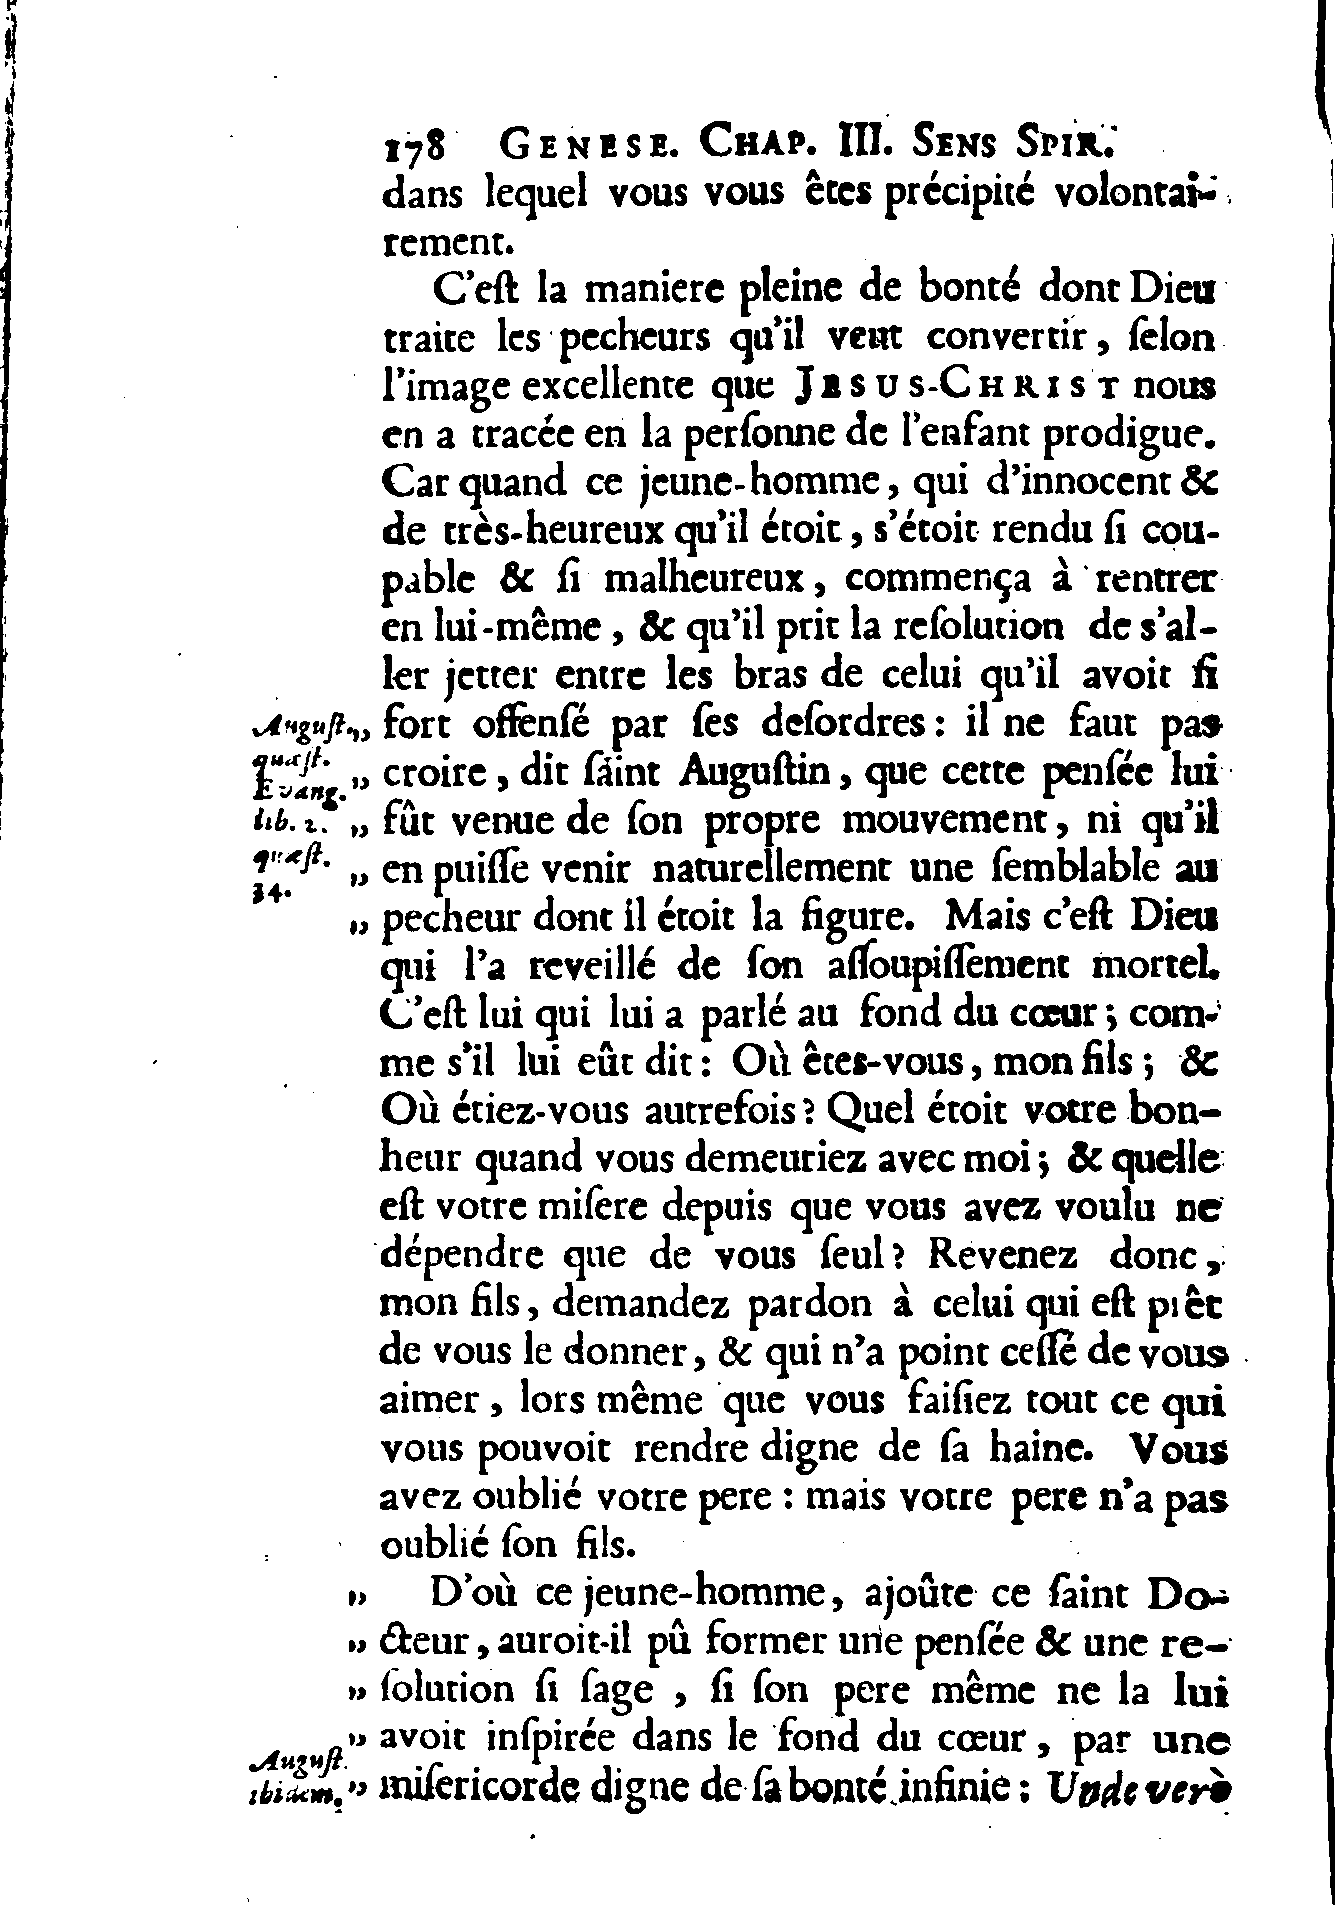 178 GENESE. CHAP. III. SENS SPIR.
dans lequel vous vous êtes précipité volontai-
rement.
C'eſt la maniere pleine de bonté dont Dieu
traite les pecheurs qu'il veut convertir, ſelon
l'image excellente que JESUS-CHRIST nous
en a tracée en la perſonne de l'enfant prodigue.
Car quand ce jeune-homme, qui d'innocent &
de très-heureux qu'il étoit, s'étoit rendu ſi cou-
pable & ſi malheureux, commença à rentrer
en lui-même, & qu'il prit la reſolution de s'al-
ler jetter entre les bras de celui qu'il avoit ſi
Auguſt. „ fort offenſé par ſes deſordres: il ne faut pas
quæſt.
Evang. „ croire, dit ſaint Auguſtin, que cette penſée lui
lib. 2. „ fût venue de ſon propre mouvement, ni qu'il
quæſt. „ en puiſſe venir naturellement une ſemblable au
34.
„ pecheur dont il étoit la figure. Mais c'eſt Dieu
qui l'a reveillé de ſon aſſoupiſſement mortel.
C'eſt lui qui lui a parlé au fond du cœur; com-
me s'il lui eût dit: Où êtes-vous, mon fils; &
Où étiez-vous autrefois? Quel étoit votre bon-
heur quand vous demeuriez avec moi; & quelle
eſt votre miſere depuis que vous avez voulu ne
dépendre que de vous ſeul? Revenez donc,
mon fils, demandez pardon à celui qui eſt prêt
de vous le donner, & qui n'a point ceſſé de vous
aimer, lors même que vous faiſiez tout ce qui
vous pouvoit rendre digne de ſa haine. Vous
avez oublié votre pere: mais votre pere n'a pas
oublié ſon fils.
„ D'où ce jeune-homme, ajoûte ce ſaint Do-
„ cteur, auroit-il pû former une penſée & une re-
„ ſolution ſi ſage, ſi ſon pere même ne la lui
„ avoit inſpirée dans le fond du cœur, par une
Auguſt.
ibidem. „ miſericorde digne de ſa bonté infinie: Unde verò